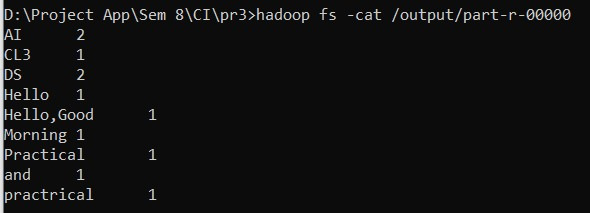 D:\Project App\Sem 8\CI\pr3>hadoop fs -cat /output/part-r-00000
AI 2
CL3 1
DS 2
Hello 1
Hello,Good 1
Morning 1
Practical 1
and 1
practrical 1